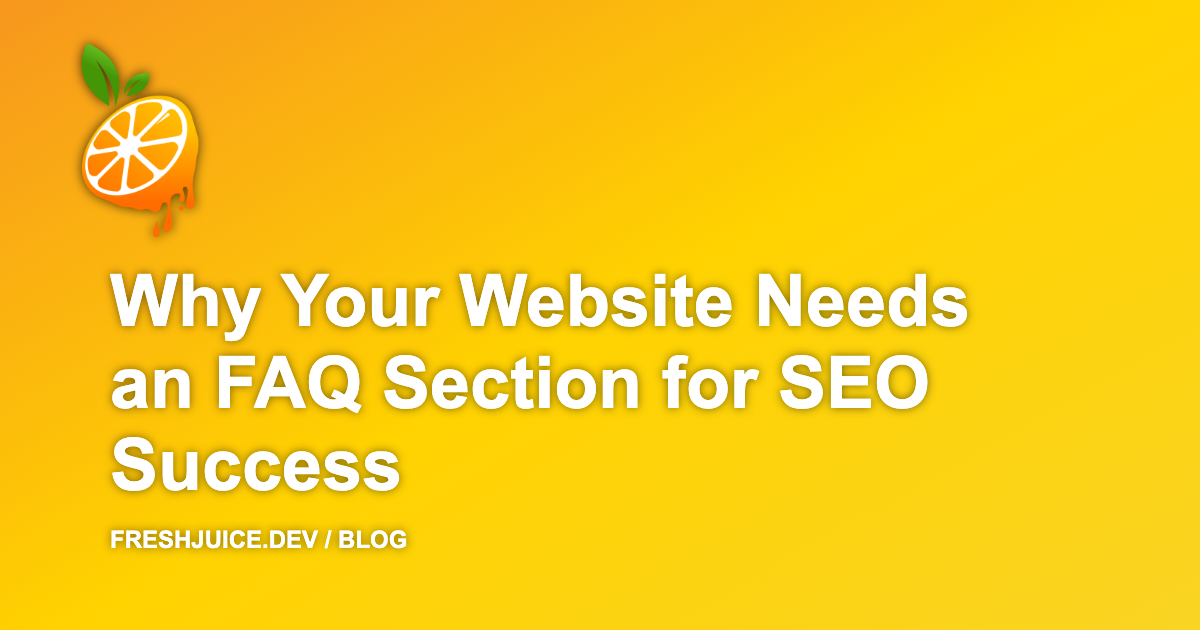 Why Your Website Needs
an FAQ Section for SEO
Success
FRESHJUICE.DEV / BLOG